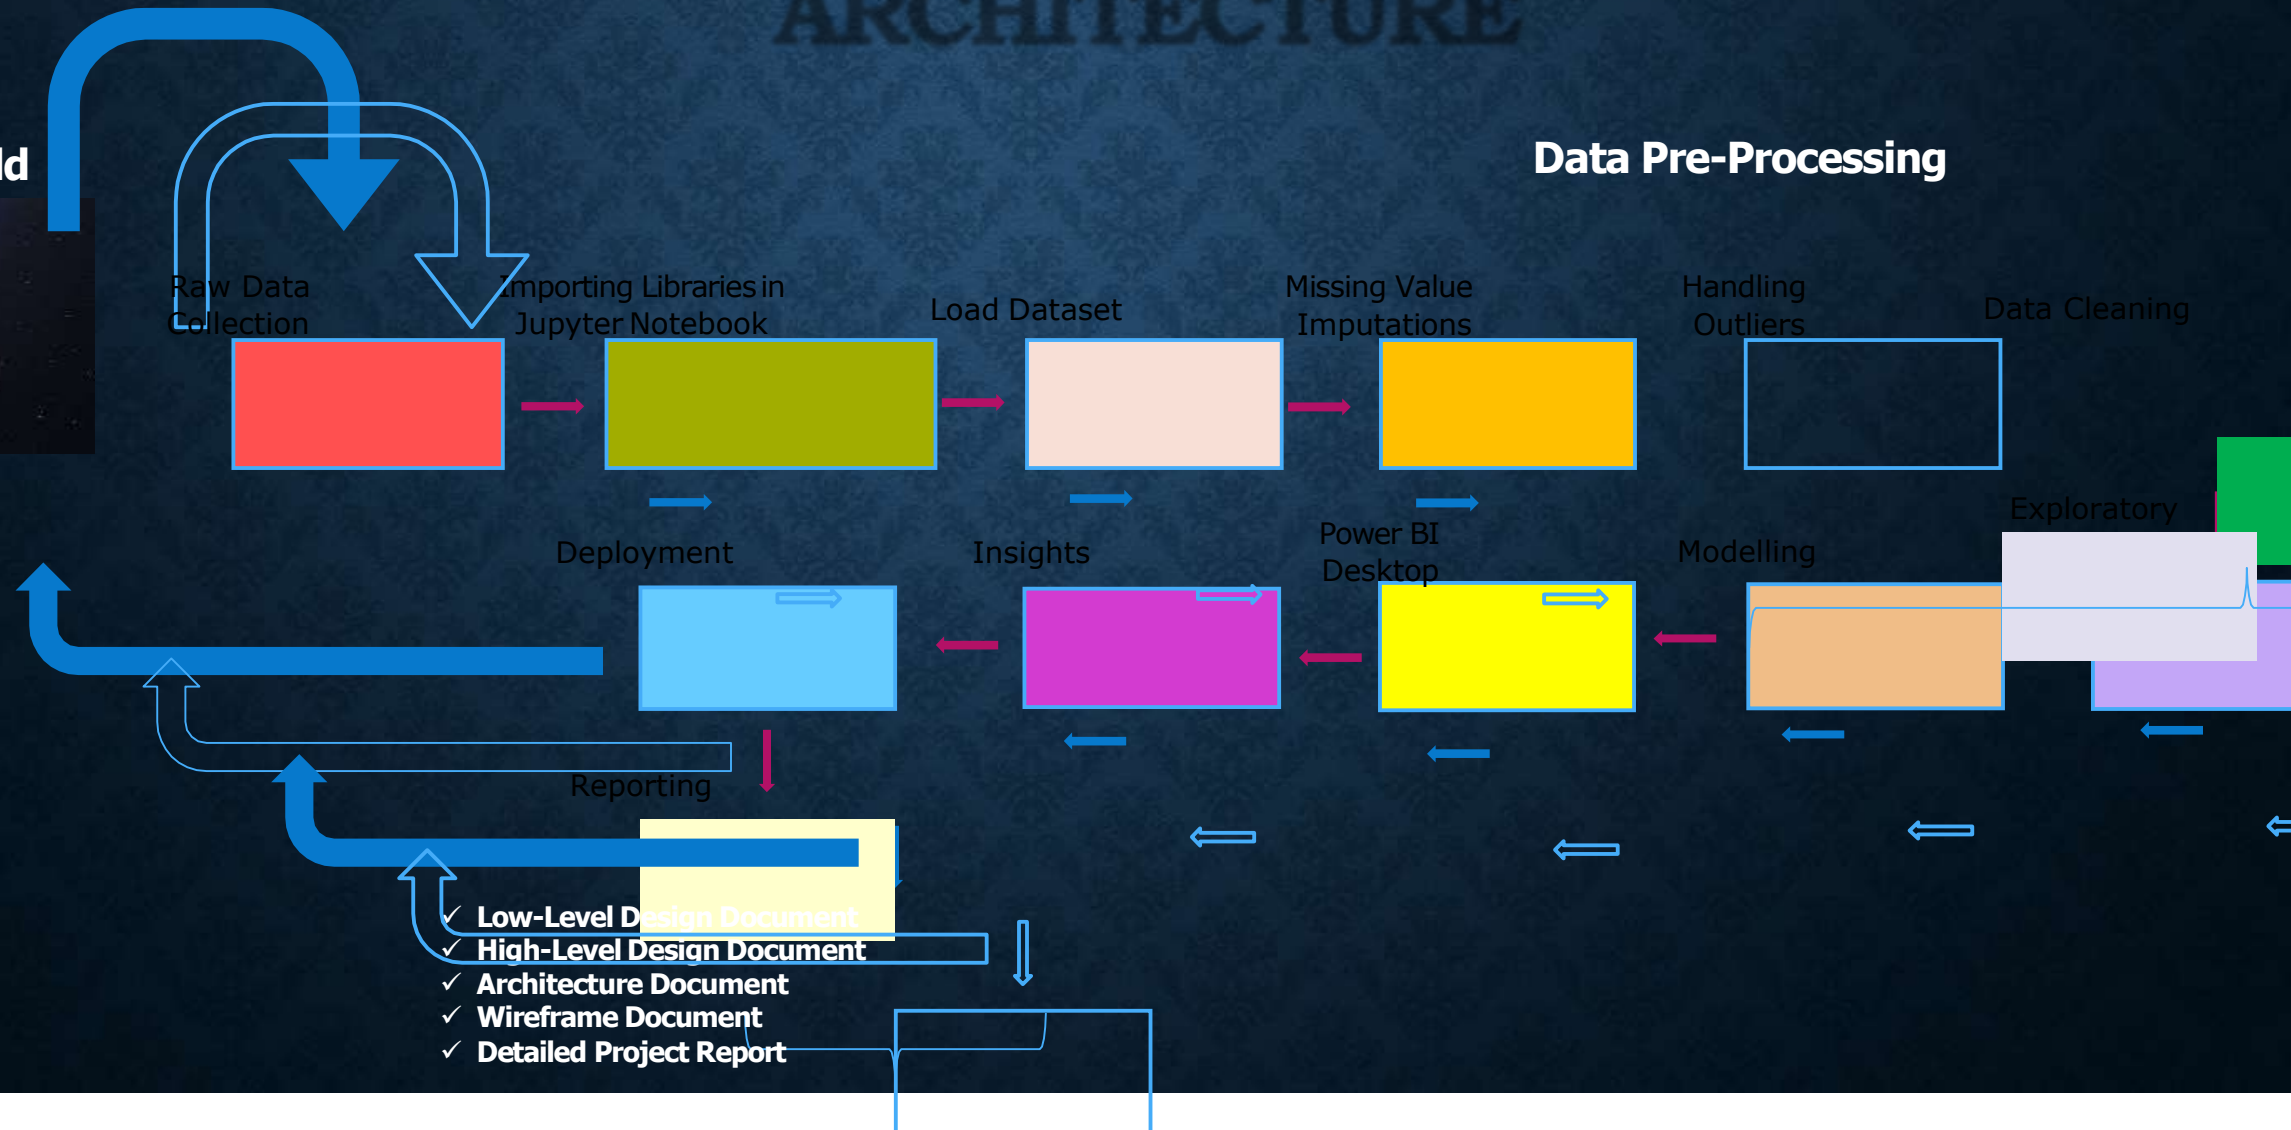 ARCHITECTURE
ld
Data Pre-Processing
Raw Data
Collection
Importing Libraries in
Jupyter Notebook
Load Dataset
Missing Value
Imputations
Handling
Outliers
Data Cleaning
Deployment
Insights
Power BI
Desktop
Modelling
Exploratory
Reporting
✓ Low-Level Design Document
✓ High-Level Design Document
✓ Architecture Document
✓ Wireframe Document
✓ Detailed Project Report